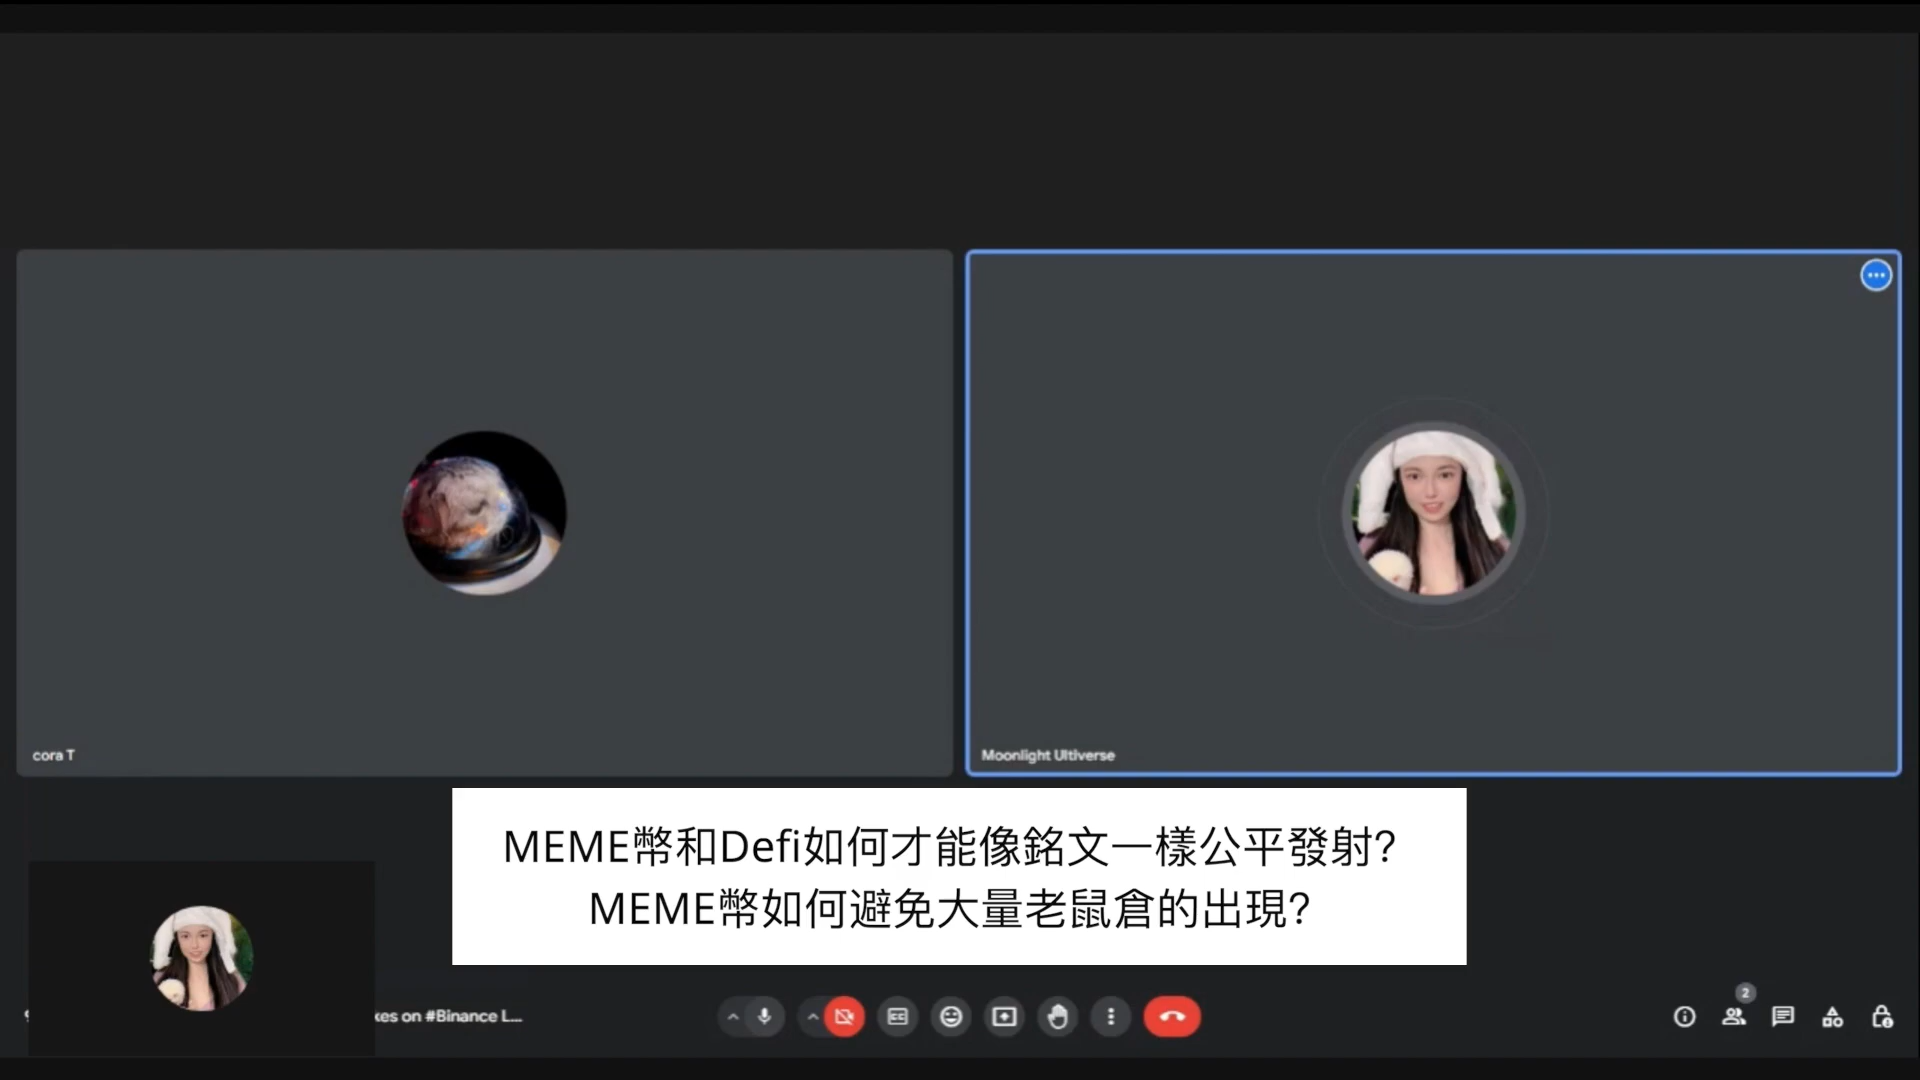 cora T
Moonlight Ultiverse
MEME幣和Defi如何才能像銘文一樣公平發射?
MEME幣如何避免大量老鼠倉的出現?
kes on #Binance L...
2